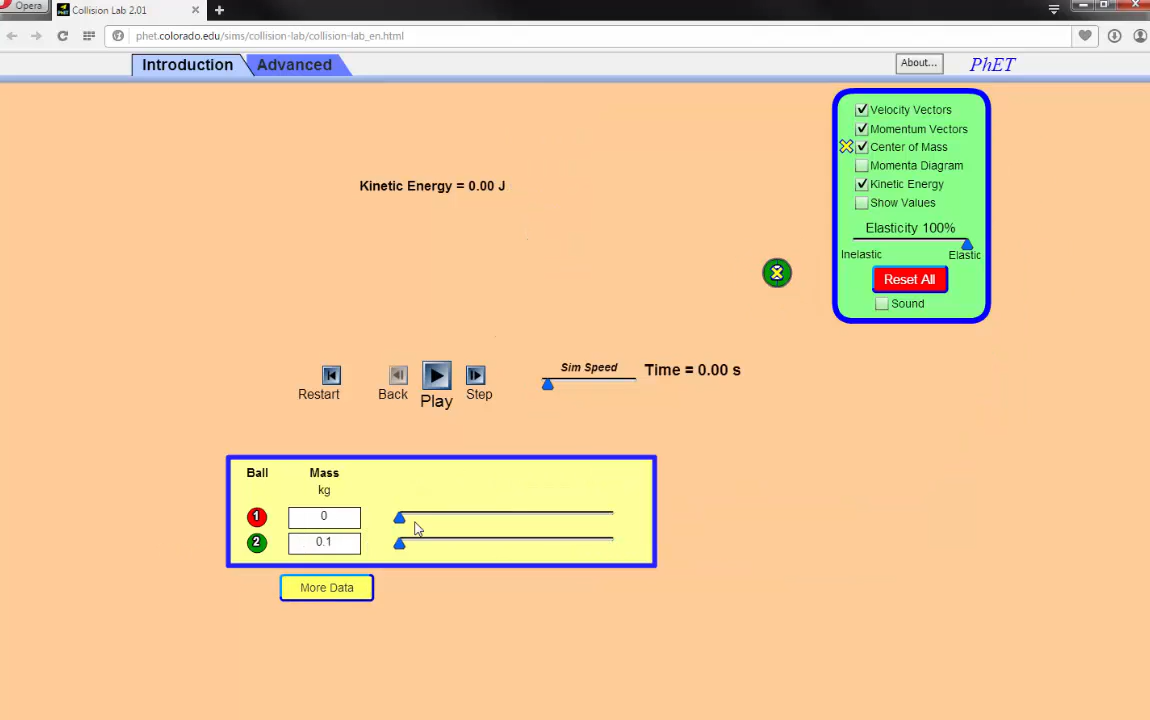 Opera
Collision Lab 2.01
phet.colorado.edu/sims/collision-lab/collision-lab_en.html
Introduction Advanced About... PhET
Velocity Vectors
Momentum Vectors
Center of Mass
Momenta Diagram
Kinetic Energy
Show Values
Elasticity 100%
Inelastic Elastic
Reset All
Sound
Kinetic Energy = 0.00 J
Restart Back Play Step
Sim Speed
Time = 0.00 s
Ball Mass
kg
1 0
2 0.1
More Data